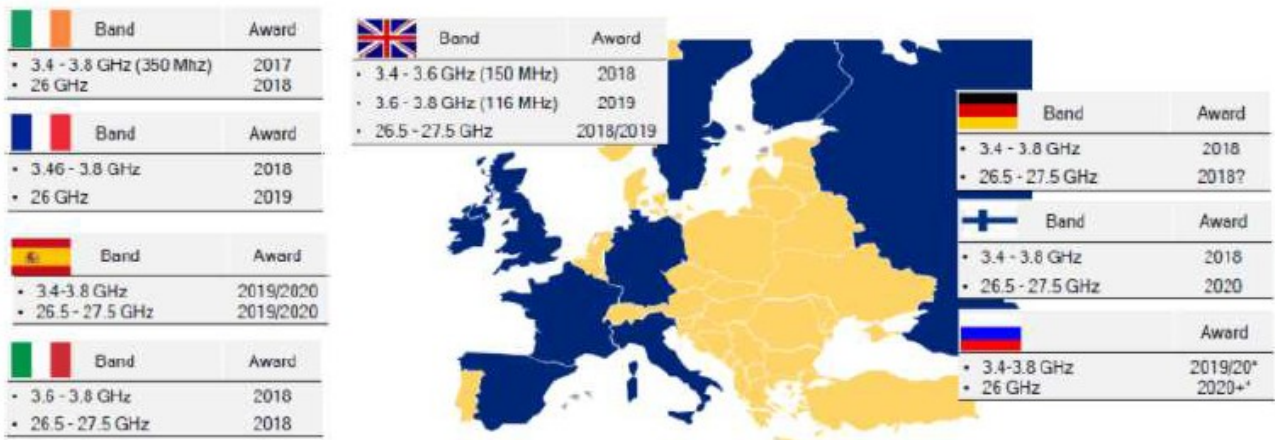 Band Award
• 3.4 - 3.8 GHz (350 Mhz) 2017
• 26 GHz 2018
Band Award
• 3.46 - 3.8 GHz 2018
• 26 GHz 2019
Band Award
• 3.4-3.8 GHz 2019/2020
• 26.5 - 27.5 GHz 2019/2020
Band Award
• 3.6 - 3.8 GHz 2018
• 26.5 - 27.5 GHz 2018
Band Award
• 3.4 - 3.6 GHz (150 MHz) 2018
• 3.6 - 3.8 GHz (116 MHz) 2019
• 26.5 - 27.5 GHz 2018/2019
Band Award
• 3.4 - 3.8 GHz 2018
• 26.5 - 27.5 GHz 2018?
Band Award
• 3.4 - 3.8 GHz 2018
• 26.5 - 27.5 GHz 2020
Award
• 3.4-3.8 GHz 2019/20*
• 26 GHz 2020+*